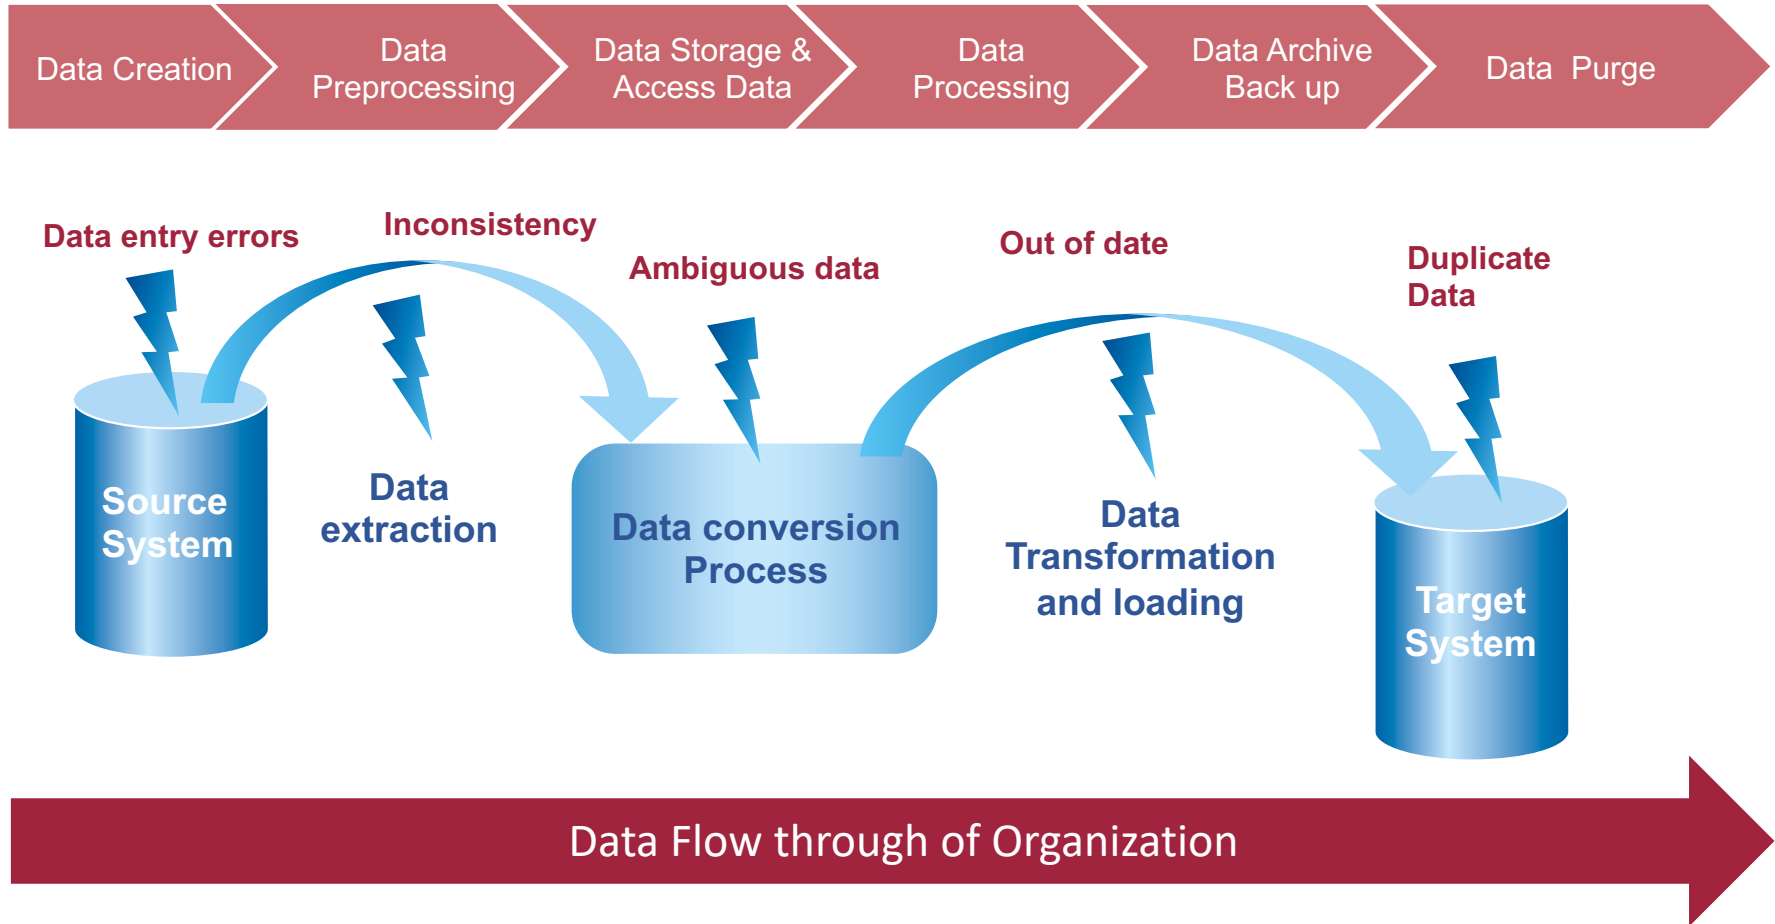 Data Creation
Data
Preprocessing
Data Storage &
Access Data
Data
Processing
Data Archive
Back up
Data Purge
Data entry errors
Inconsistency
Ambiguous data
Out of date
Duplicate
Data
Source
System
Data
extraction
Data conversion
Process
Data
Transformation
and loading
Target
System
Data Flow through of Organization